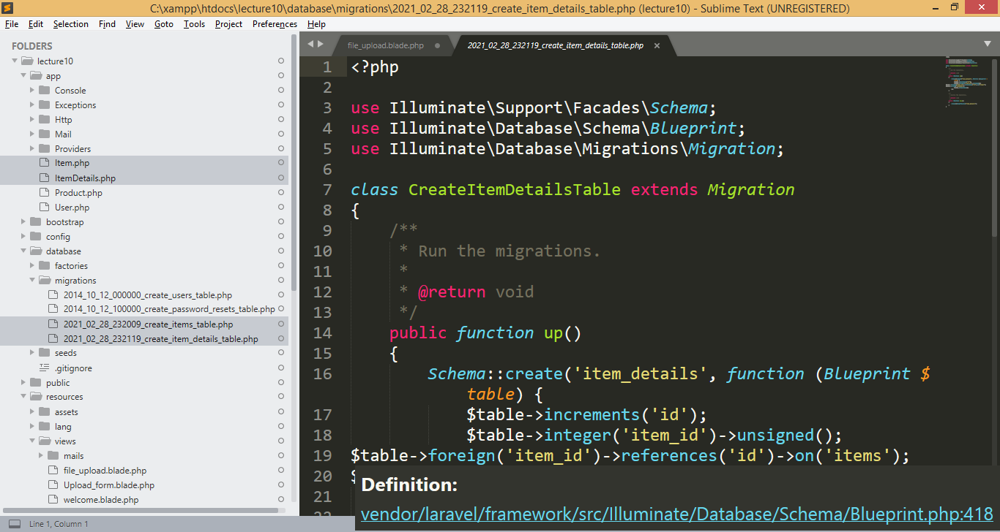 C:\xampp\htdocs\lecture10\database\migrations\2021_02_28_232119_create_item_details_table.php (lecture10) - Sublime Text (UNREGISTERED)
File Edit Selection Find View Goto Tools Project Preferences Help
FOLDERS
lecture10
app
Console
Exceptions
Http
Mail
Providers
Item.php
ItemDetails.php
Product.php
User.php
bootstrap
config
database
factories
migrations
2014_10_12_000000_create_users_table.php
2014_10_12_100000_create_password_resets_table.php
2021_02_28_232009_create_items_table.php
2021_02_28_232119_create_item_details_table.php
seeds
.gitignore
public
resources
assets
lang
views
mails
file_upload.blade.php
Upload_form.blade.php
welcome.blade.php
file_upload.blade.php 2021_02_28_232119_create_item_details_table.php
1 <?php
2
3 use Illuminate\Support\Facades\Schema;
4 use Illuminate\Database\Schema\Blueprint;
5 use Illuminate\Database\Migrations\Migration;
6
7 class CreateItemDetailsTable extends Migration
8 {
9 /**
10 * Run the migrations.
11 *
12 * @return void
13 */
14 public function up()
15 {
16 Schema::create('item_details', function (Blueprint $
table) {
17 $table->increments('id');
18 $table->integer('item_id')->unsigned();
19 $table->foreign('item_id')->references('id')->on('items');
20 $
21
Definition:
vendor/laravel/framework/src/Illuminate/Database/Schema/Blueprint.php:418
Line 1, Column 1